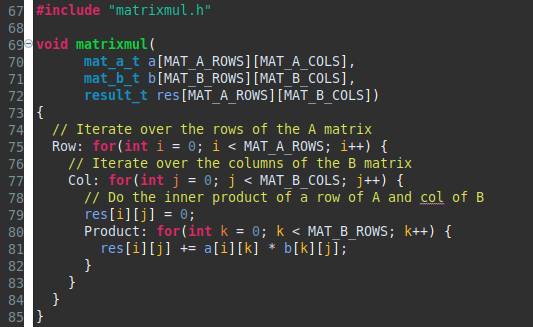 67 #include "matrixmul.h"
68
69 void matrixmul(
70       mat_a_t a[MAT_A_ROWS][MAT_A_COLS],
71       mat_b_t b[MAT_B_ROWS][MAT_B_COLS],
72       result_t res[MAT_A_ROWS][MAT_B_COLS])
73 {
74   // Iterate over the rows of the A matrix
75   Row: for(int i = 0; i < MAT_A_ROWS; i++) {
76     // Iterate over the columns of the B matrix
77     Col: for(int j = 0; j < MAT_B_COLS; j++) {
78       // Do the inner product of a row of A and col of B
79       res[i][j] = 0;
80       Product: for(int k = 0; k < MAT_B_ROWS; k++) {
81         res[i][j] += a[i][k] * b[k][j];
82       }
83     }
84   }
85 }